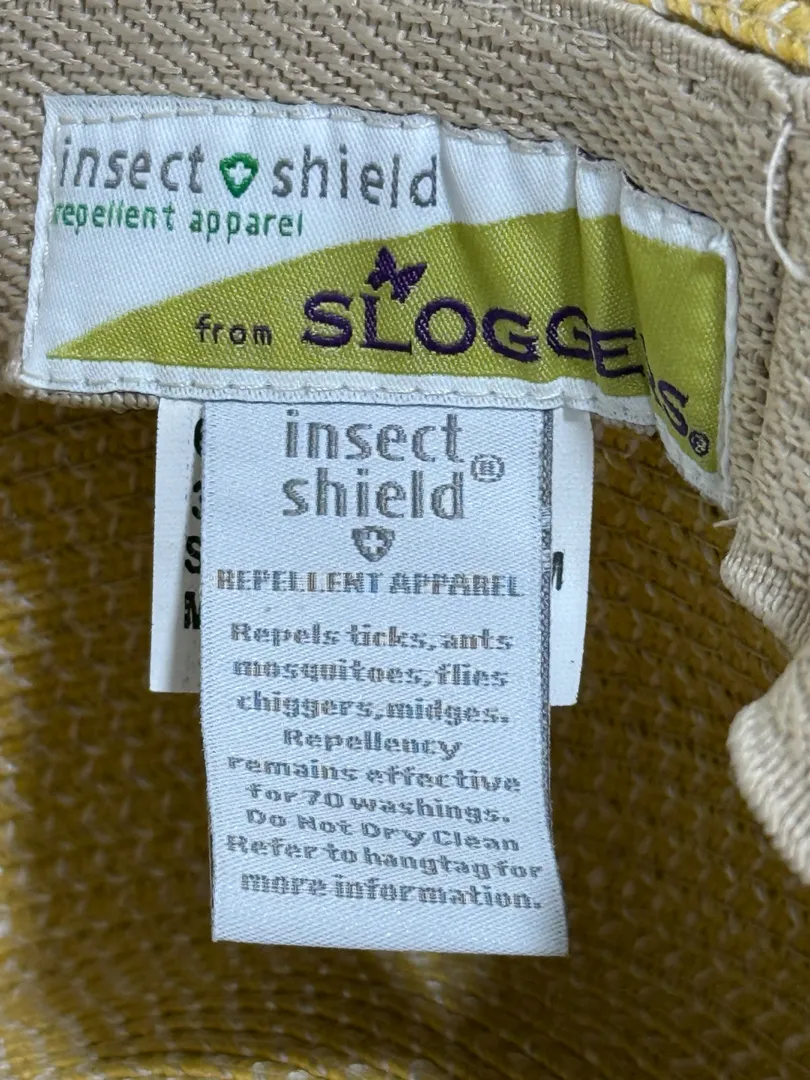 insect shield
repellent apparel
from SLOGGERS®
insect
shield®
REPELLENT APPAREL
Repels ticks, ants
mosquitoes, flies
chiggers, midges.
Repellency
remains effective
for 70 washings.
Do Not Dry Clean
Refer to hangtag for
more information.